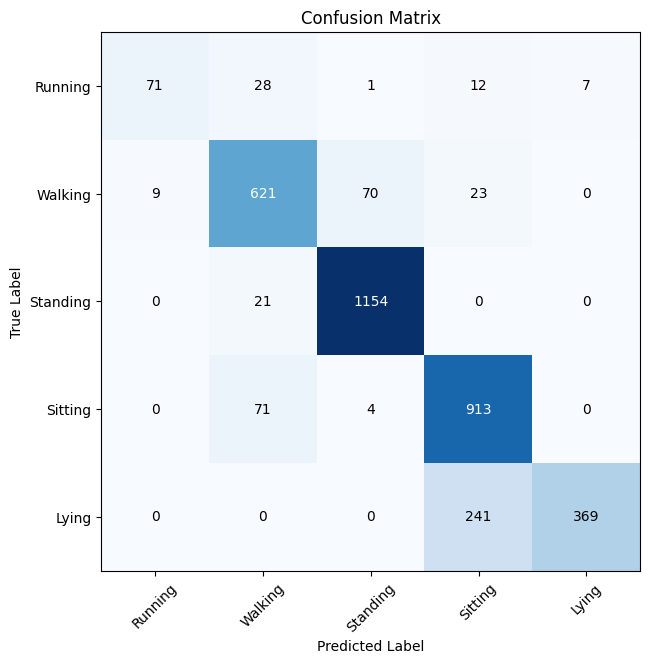 Confusion Matrix
True Label
Running 71 28 1 12 7
Walking 9 621 70 23 0
Standing 0 21 1154 0 0
Sitting 0 71 4 913 0
Lying 0 0 0 241 369
Running Walking Standing Sitting Lying
Predicted Label